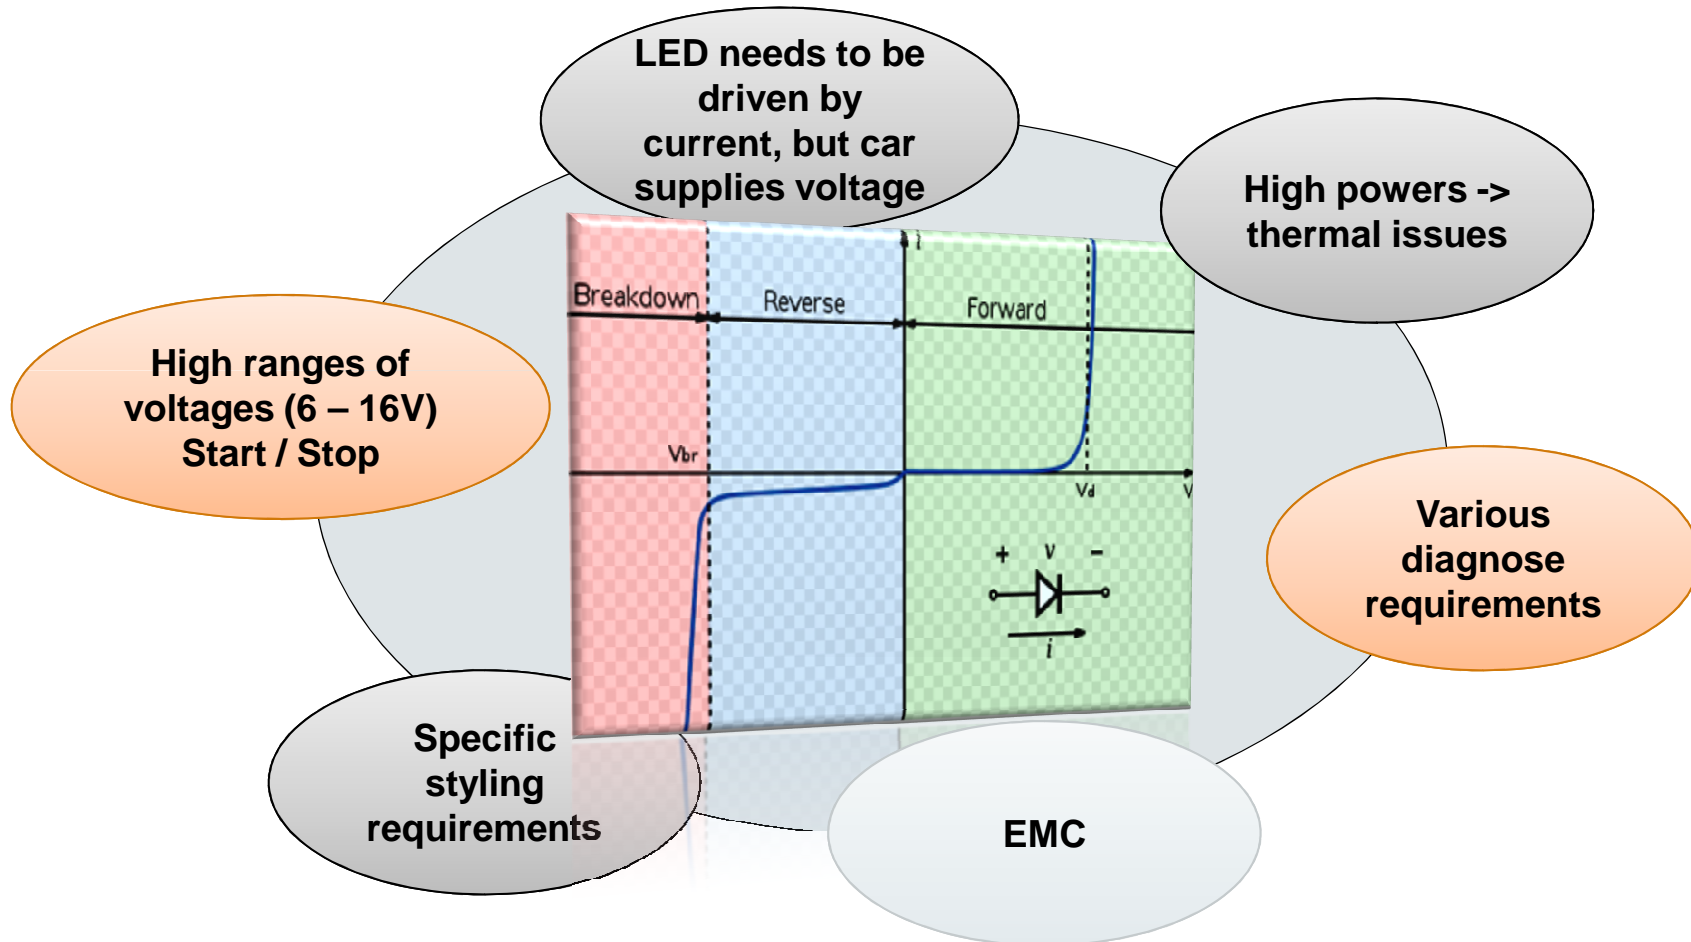 LED needs to be
driven by
current, but car
supplies voltage
High powers ->
thermal issues
High ranges of
voltages (6 – 16V)
Start / Stop
Various
diagnose
requirements
Specific
styling
requirements
EMC
Breakdown
Reverse
Forward
Vbr
Vd
V
+ v −
i